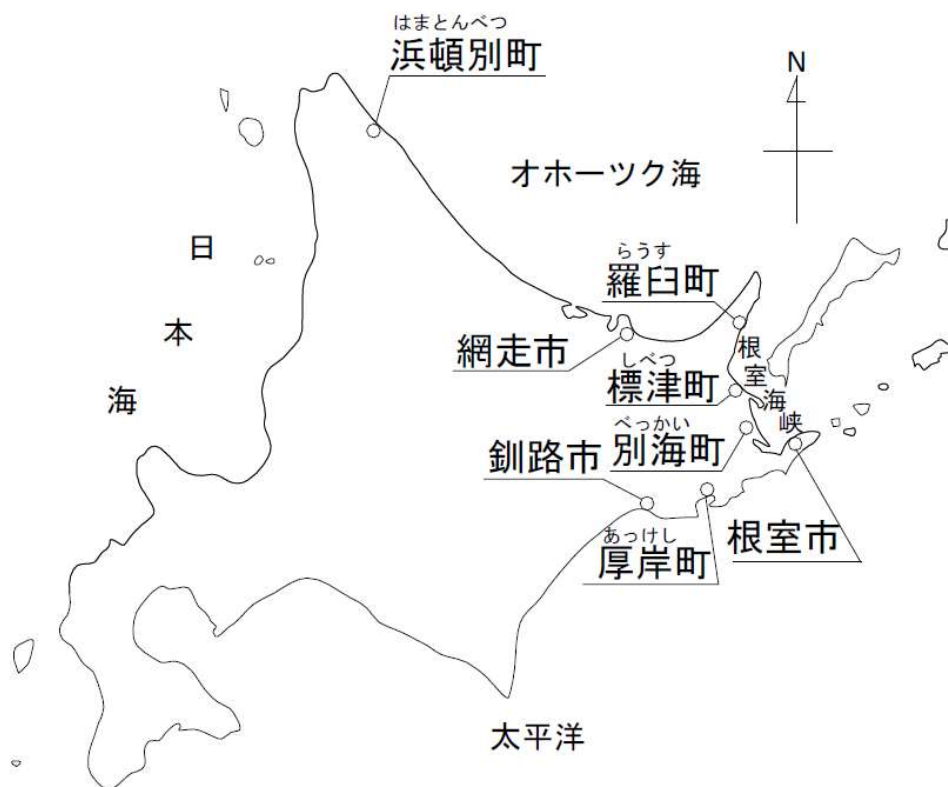 はまとんべつ
浜頓別町
N
オホーツク海
日本海
らうす
羅臼町
網走市
根室海峡
しべつ
標津町
べっかい
別海町
釧路市
あっけし
厚岸町
根室市
太平洋